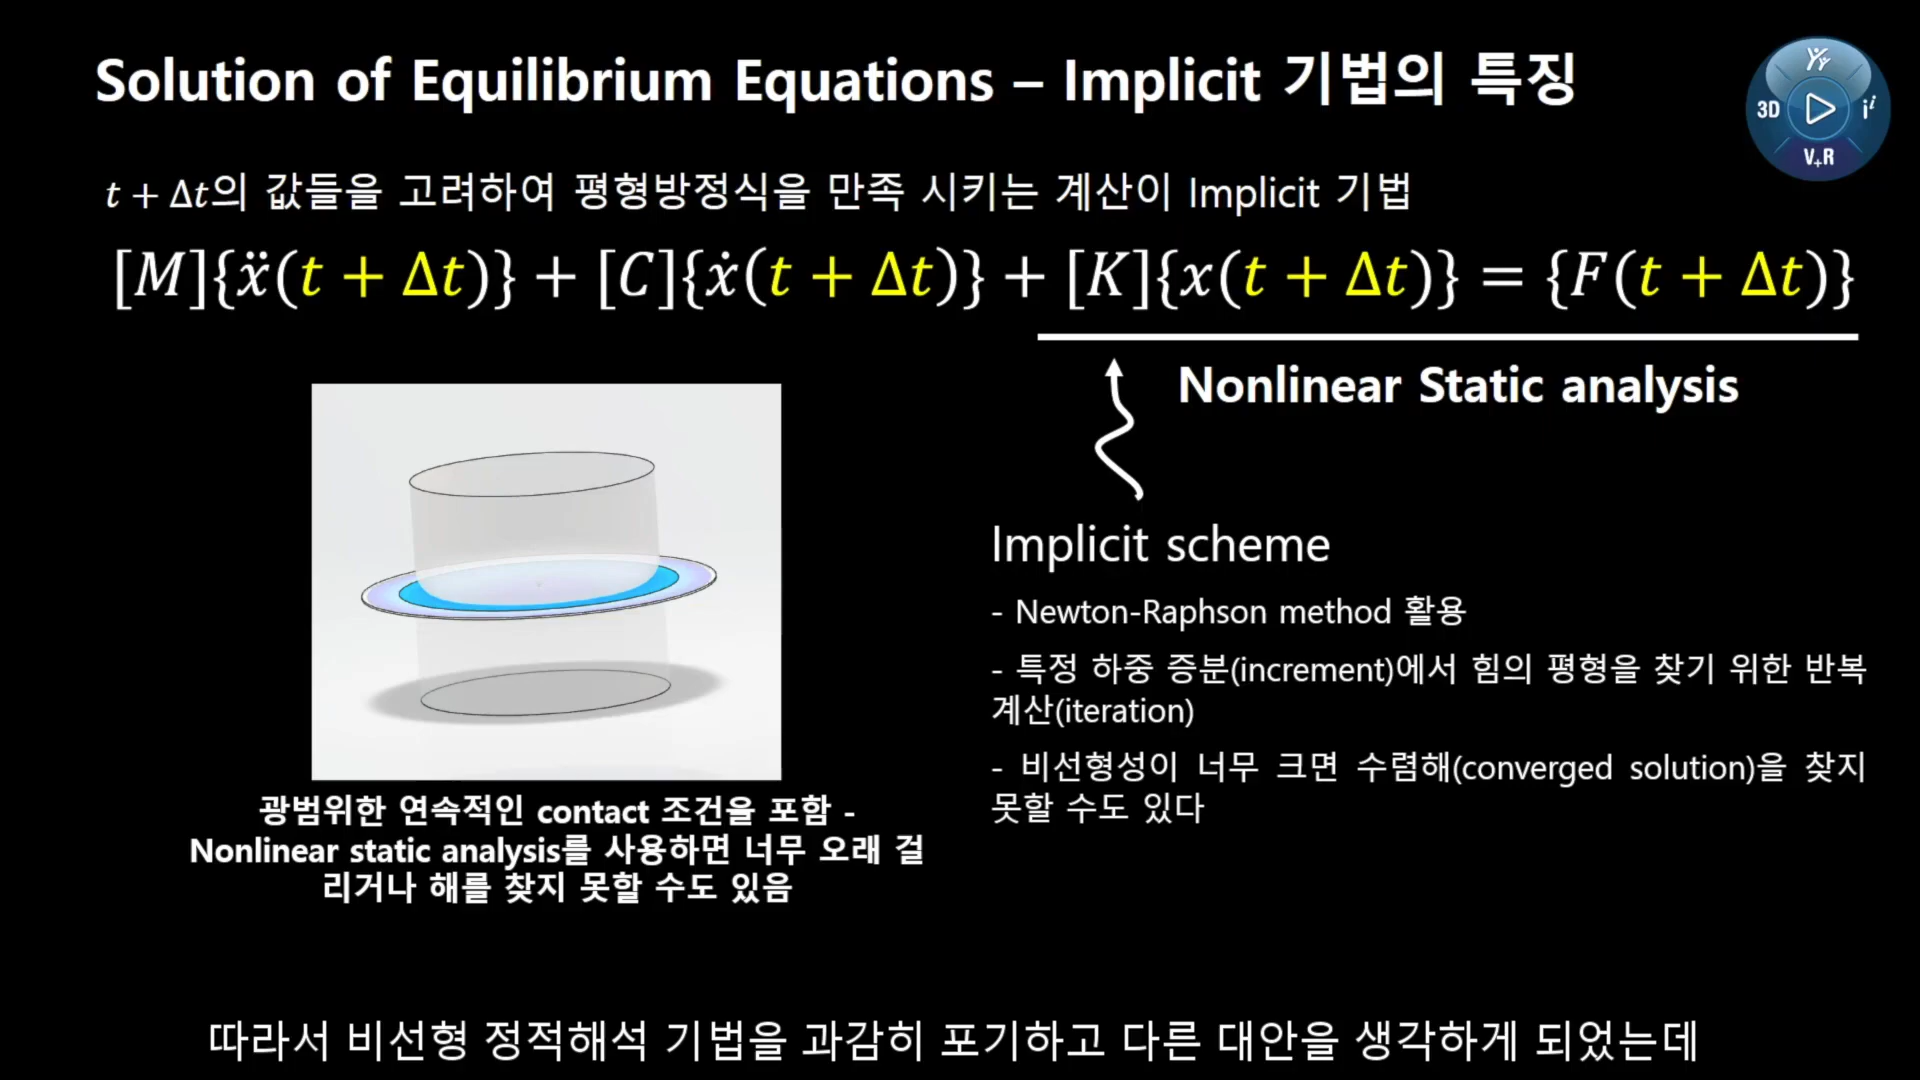 Solution of Equilibrium Equations – Implicit 기법의 특징
3D
V+R
i
t + Δt의 값들을 고려하여 평형방정식을 만족 시키는 계산이 Implicit 기법
[M]{ẍ(t + Δt)} + [C]{ẋ(t + Δt)} + [K]{x(t + Δt)} = {F(t + Δt)}
Nonlinear Static analysis
Implicit scheme
- Newton-Raphson method 활용
- 특정 하중 증분(increment)에서 힘의 평형을 찾기 위한 반복
계산(iteration)
- 비선형성이 너무 크면 수렴해(converged solution)을 찾지
못할 수도 있다
광범위한 연속적인 contact 조건을 포함 -
Nonlinear static analysis를 사용하면 너무 오래 걸
리거나 해를 찾지 못할 수도 있음
따라서 비선형 정적해석 기법을 과감히 포기하고 다른 대안을 생각하게 되었는데